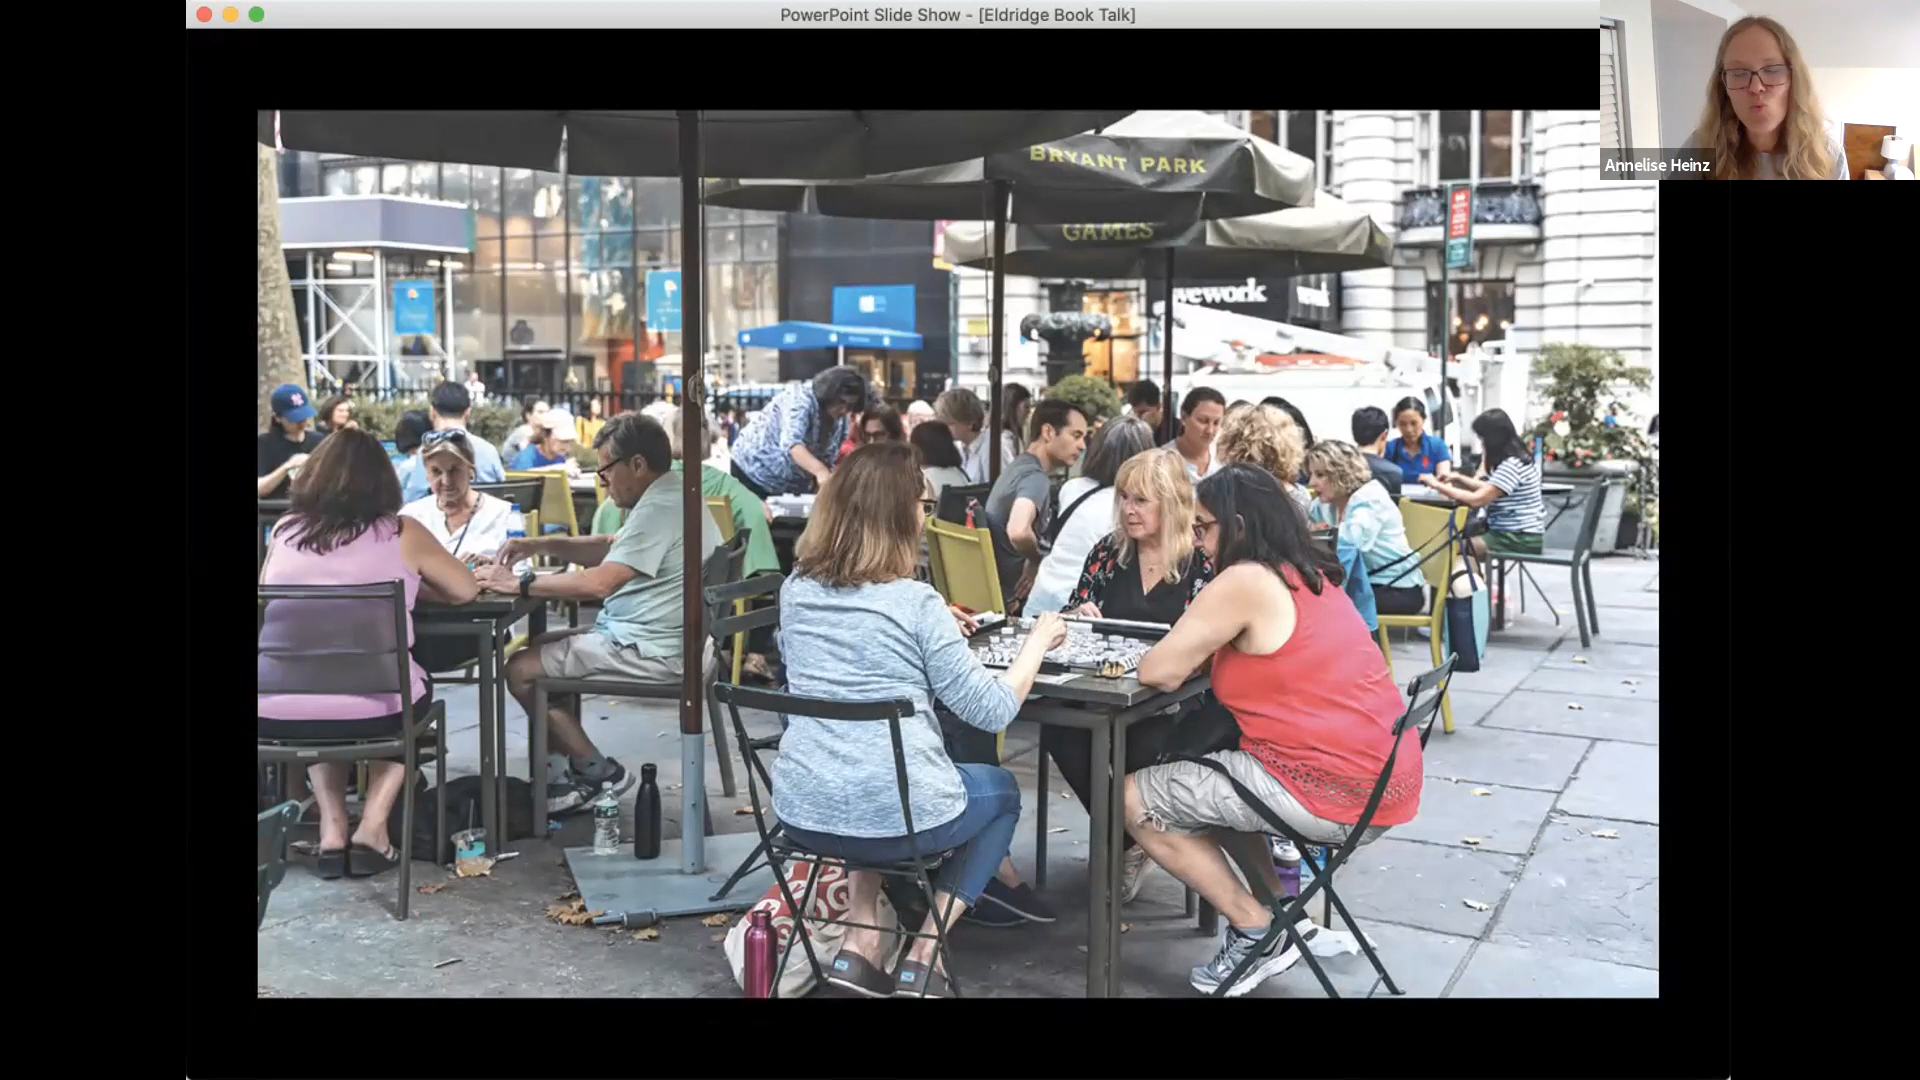 PowerPoint Slide Show - [Eldridge Book Talk]
Annelise Heinz
BRYANT PARK
GAMES
wework